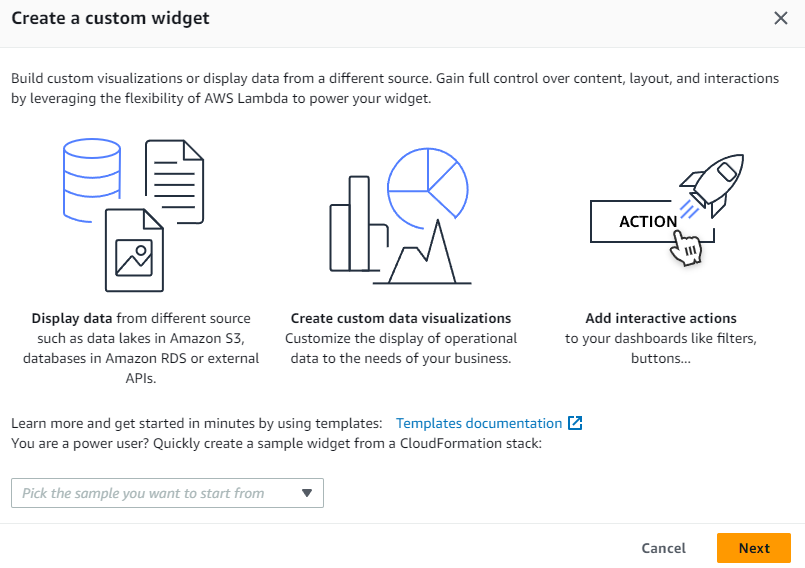 Create a custom widget
Build custom visualizations or display data from a different source. Gain full control over content, layout, and interactions
by leveraging the flexibility of AWS Lambda to power your widget.
ACTION
Display data from different source
such as data lakes in Amazon S3,
databases in Amazon RDS or external
APIs.
Create custom data visualizations
Customize the display of operational
data to the needs of your business.
Add interactive actions
to your dashboards like filters,
buttons...
Learn more and get started in minutes by using templates: Templates documentation
You are a power user? Quickly create a sample widget from a CloudFormation stack:
Pick the sample you want to start from
Cancel Next